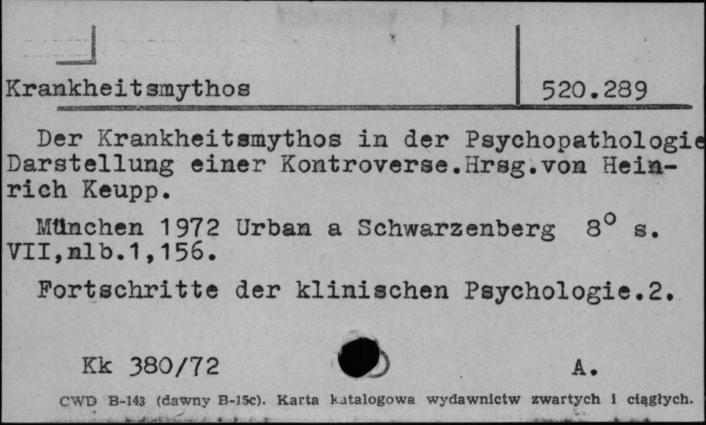 Krankheitsmythos 520.289
Der Krankheitsmythos in der Psychopathologie
Darstellung einer Kontroverse.Hrsg.von Hein-
rich Keupp.
München 1972 Urban a Schwarzenberg 8° s.
VII,nlb.1,156.
Fortschritte der klinischen Psychologie.2.
Kk 380/72 A.
CWD B-143 (dawny B-15c). Karta katalogowa wydawnictw zwartych i ciągłych.